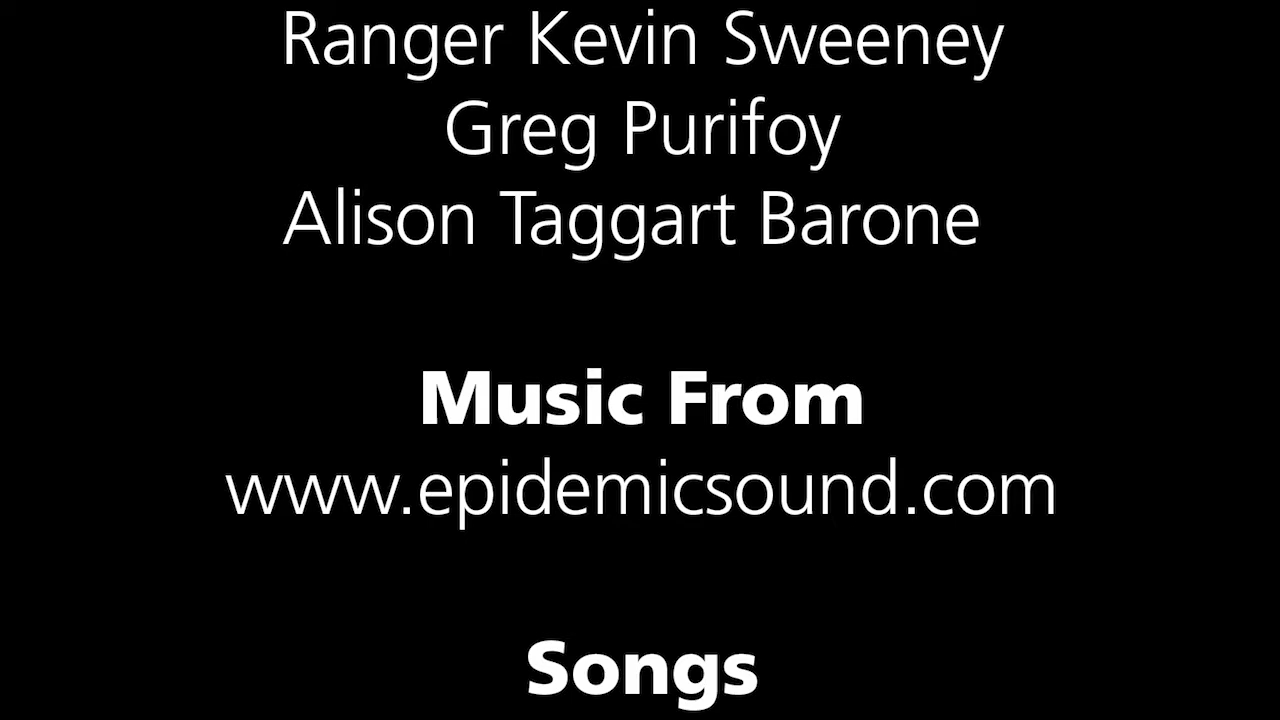 Ranger Kevin Sweeney
Greg Purifoy
Alison Taggart Barone
Music From
www.epidemicsound.com
Songs